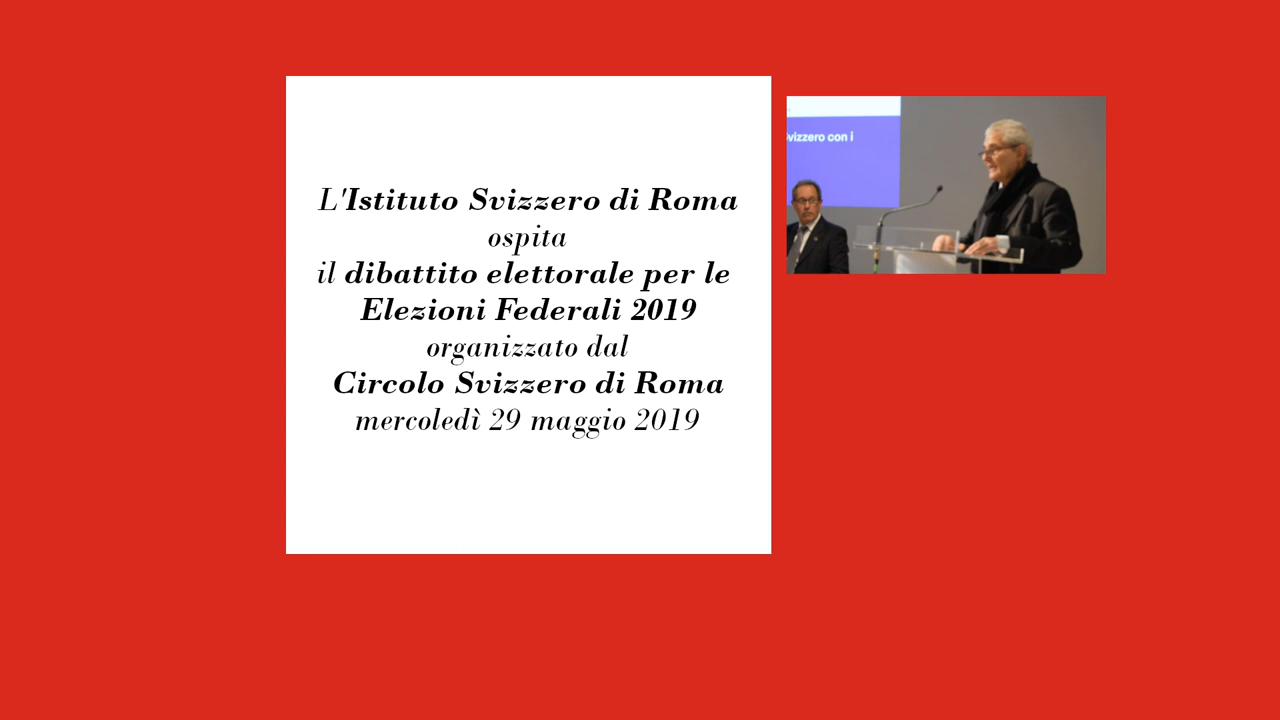 L'Istituto Svizzero di Roma
ospita
il dibattito elettorale per le
Elezioni Federali 2019
organizzato dal
Circolo Svizzero di Roma
mercoledì 29 maggio 2019
Svizzero con i